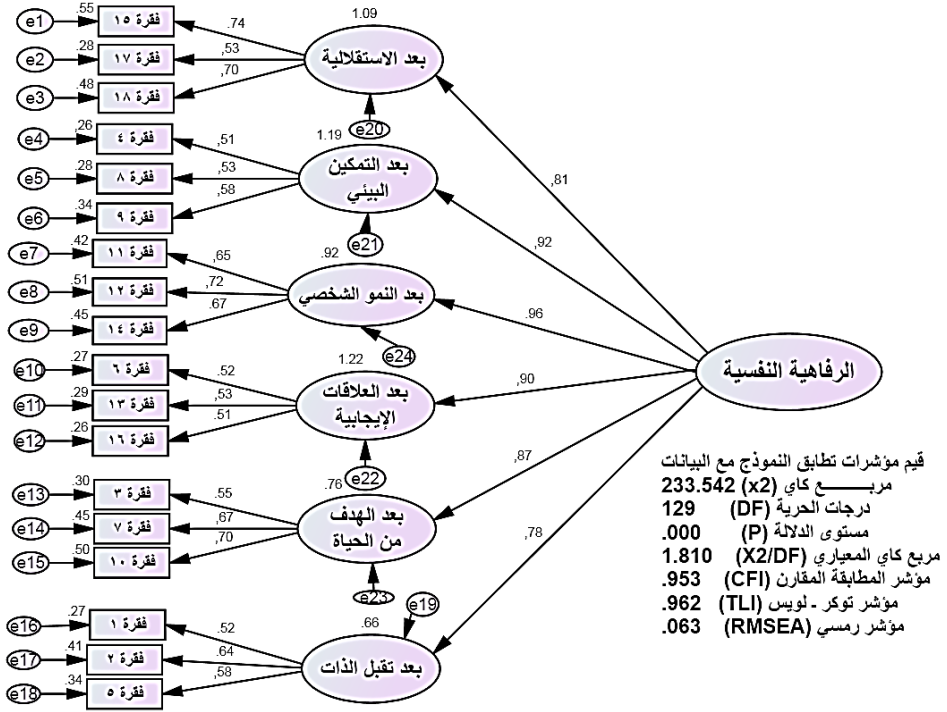 e1 .55 فقرة ١٥ .74 1.09
e2 .28 فقرة ١٧ ,53 بعد الاستقلالية
e3 .48 فقرة ١٨ ,70
e20
e4 ,26 فقرة ٤ ,51 1.19
e5 .28 فقرة ٨ ,53 بعد التمكين
البيئي
e6 .34 فقرة ٩ ,58
e21
e7 .42 فقرة ١١ ,65 .92
e8 .51 فقرة ١٢ ,72 بعد النمو الشخصي
e9 .45 فقرة ١٤ .67
e24
e10 .27 فقرة ٦ .52 1.22
e11 .29 فقرة ١٣ ,53 بعد العلاقات
الإيجابية
e12 .26 فقرة ١٦ .51
e22
e13 .30 فقرة ٣ .55 .76
e14 .45 فقرة ٧ ,67 بعد الهدف
من الحياة
e15 .50 فقرة ١٠ ,70
e23
e19
e16 .27 فقرة ١ .52 .66
e17 .41 فقرة ٢ .64 بعد تقبل الذات
e18 .34 فقرة ٥ ,58
,81
,92
.96
,90
,87
,78
الرفاهية النفسية
قيم مؤشرات تطابق النموذج مع البيانات
مربـــــــع كاي (x2) 233.542
درجات الحرية (DF) 129
مستوى الدلالة (P) .000
مربع كاي المعياري (X2/DF) 1.810
مؤشر المطابقة المقارن (CFI) .953
مؤشر توكر ـ لويس (TLI) .962
مؤشر رمسي (RMSEA) .063